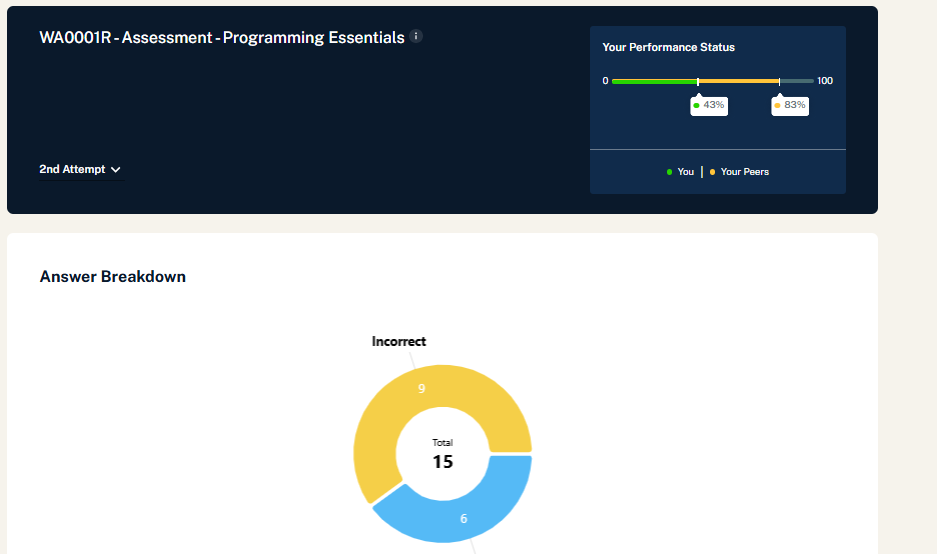 WA0001R - Assessment - Programming Essentials
Your Performance Status
0 100
43% 83%
2nd Attempt
You Your Peers
Answer Breakdown
Incorrect
9
Total
15
6